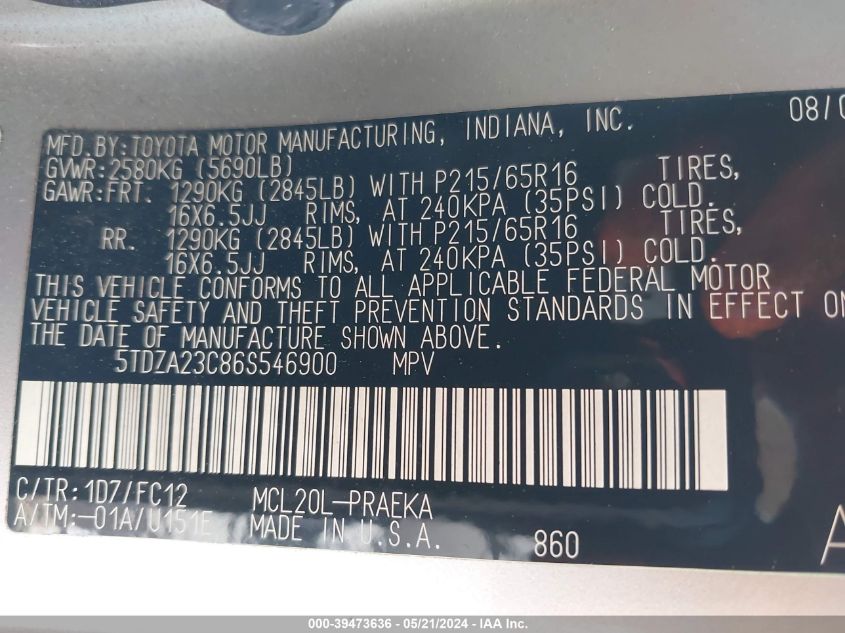 08/0
MFD.BY:TOYOTA MOTOR MANUFACTURING, INDIANA, INC.
GVWR:2580KG (5690LB)
GAWR:FRT. 1290KG (2845LB) WITH P215/65R16 TIRES,
16X6.5JJ RIMS, AT 240KPA (35PSI) COLD.
RR. 1290KG (2845LB) WITH P215/65R16 TIRES,
16X6.5JJ RIMS, AT 240KPA (35PSI) COLD.
THIS VEHICLE CONFORMS TO ALL APPLICABLE FEDERAL MOTOR
VEHICLE SAFETY AND THEFT PREVENTION STANDARDS IN EFFECT ON
THE DATE OF MANUFACTURE SHOWN ABOVE.
5TDZA23C86S546900 MPV
C/TR:1D7/FC12 MCL20L-PRAEKA
A/TM:-01A/U151E MADE IN U.S.A. 860 A
000-39473636 - 05/21/2024 - IAA Inc.